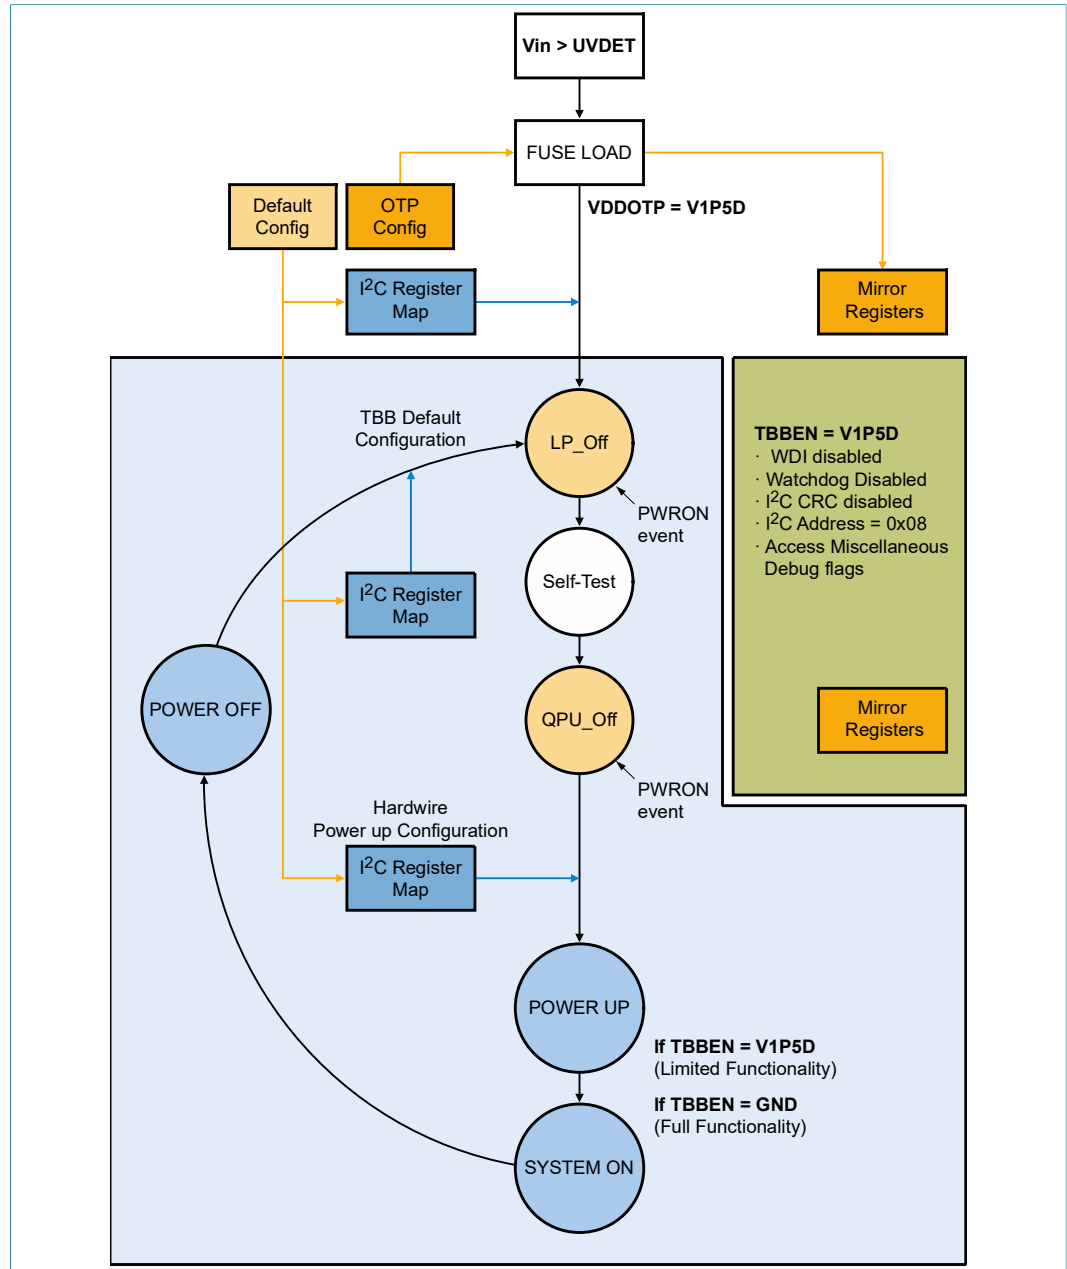 Vin > UVDET
FUSE LOAD
VDDOTP = V1P5D
Default
Config
OTP
Config
I2C Register
Map
Mirror
Registers
TBB Default
Configuration
LP_Off
PWRON
event
TBBEN = V1P5D
· WDI disabled
· Watchdog Disabled
· I2C CRC disabled
· I2C Address = 0x08
· Access Miscellaneous
Debug flags
Self-Test
I2C Register
Map
POWER OFF
QPU_Off
Mirror
Registers
PWRON
event
Hardwire
Power up Configuration
I2C Register
Map
POWER UP
If TBBEN = V1P5D
(Limited Functionality)
If TBBEN = GND
(Full Functionality)
SYSTEM ON